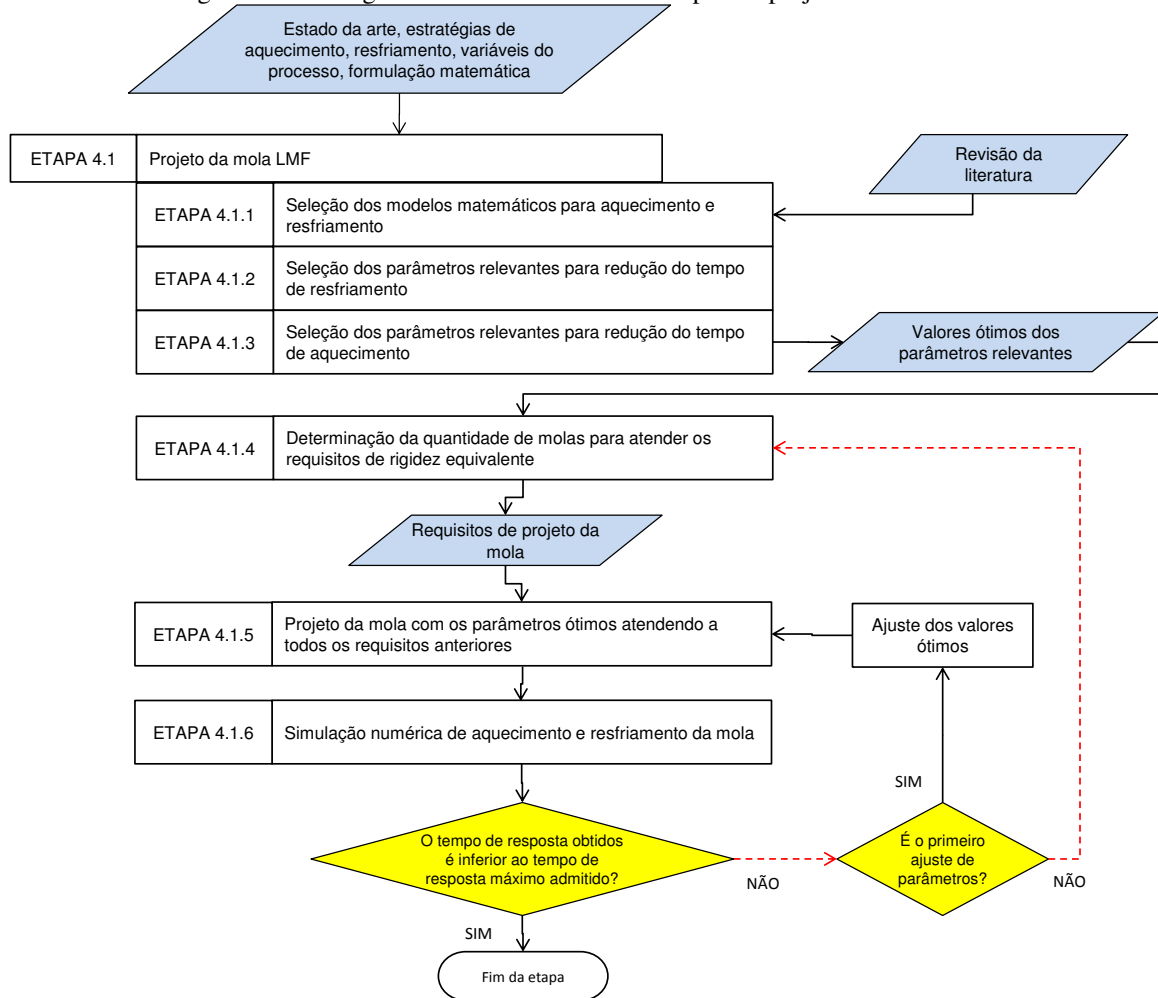 Estado da arte, estratégias de
aquecimento, resfriamento, variáveis do
processo, formulação matemática
ETAPA 4.1
Projeto da mola LMF
Revisão da
literatura
ETAPA 4.1.1
Seleção dos modelos matemáticos para aquecimento e
resfriamento
ETAPA 4.1.2
Seleção dos parâmetros relevantes para redução do tempo
de resfriamento
ETAPA 4.1.3
Seleção dos parâmetros relevantes para redução do tempo
de aquecimento
Valores ótimos dos
parâmetros relevantes
ETAPA 4.1.4
Determinação da quantidade de molas para atender os
requisitos de rigidez equivalente
Requisitos de projeto da
mola
ETAPA 4.1.5
Projeto da mola com os parâmetros ótimos atendendo a
todos os requisitos anteriores
Ajuste dos valores
ótimos
ETAPA 4.1.6
Simulação numérica de aquecimento e resfriamento da mola
SIM
O tempo de resposta obtidos
é inferior ao tempo de
resposta máximo admitido?
NÃO
É o primeiro
ajuste de
parâmetros?
NÃO
SIM
Fim da etapa